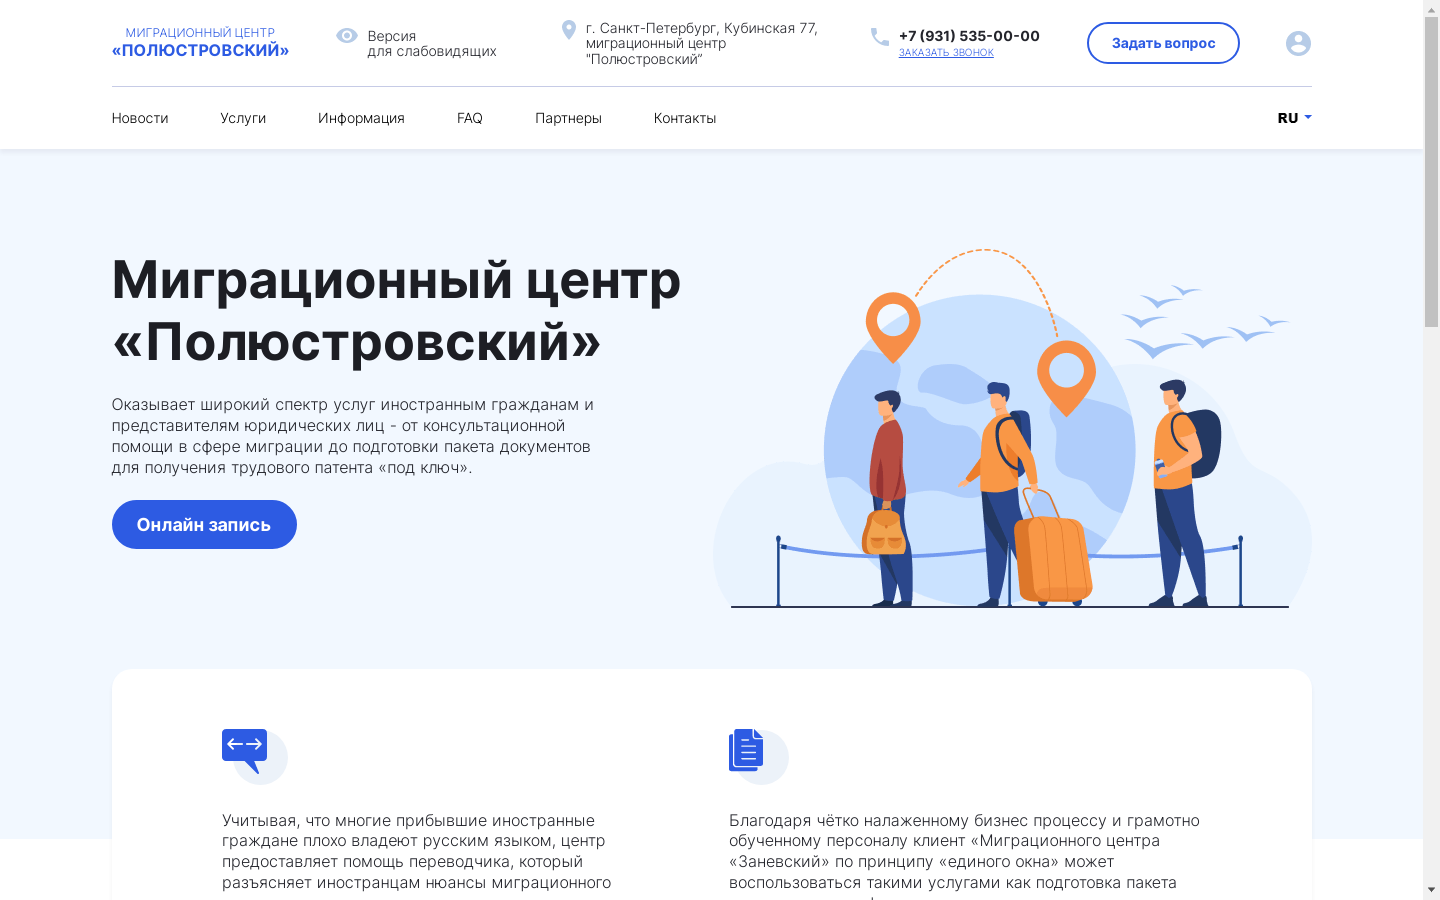 МИГРАЦИОННЫЙ ЦЕНТР
«ПОЛЮСТРОВСКИЙ»
Версия
для слабовидящих
г. Санкт-Петербург, Кубинская 77,
миграционный центр
"Полюстровский"
+7 (931) 535-00-00
ЗАКАЗАТЬ ЗВОНОК
Задать вопрос
Новости
Услуги
Информация
FAQ
Партнеры
Контакты
RU
Миграционный центр
«Полюстровский»
Оказывает широкий спектр услуг иностранным гражданам и
представителям юридических лиц - от консультационной
помощи в сфере миграции до подготовки пакета документов
для получения трудового патента «под ключ».
Онлайн запись
Учитывая, что многие прибывшие иностранные
граждане плохо владеют русским языком, центр
предоставляет помощь переводчика, который
разъясняет иностранцам нюансы миграционного
Благодаря чётко налаженному бизнес процессу и грамотно
обученному персоналу клиент «Миграционного центра
«Заневский» по принципу «единого окна» может
воспользоваться такими услугами как подготовка пакета